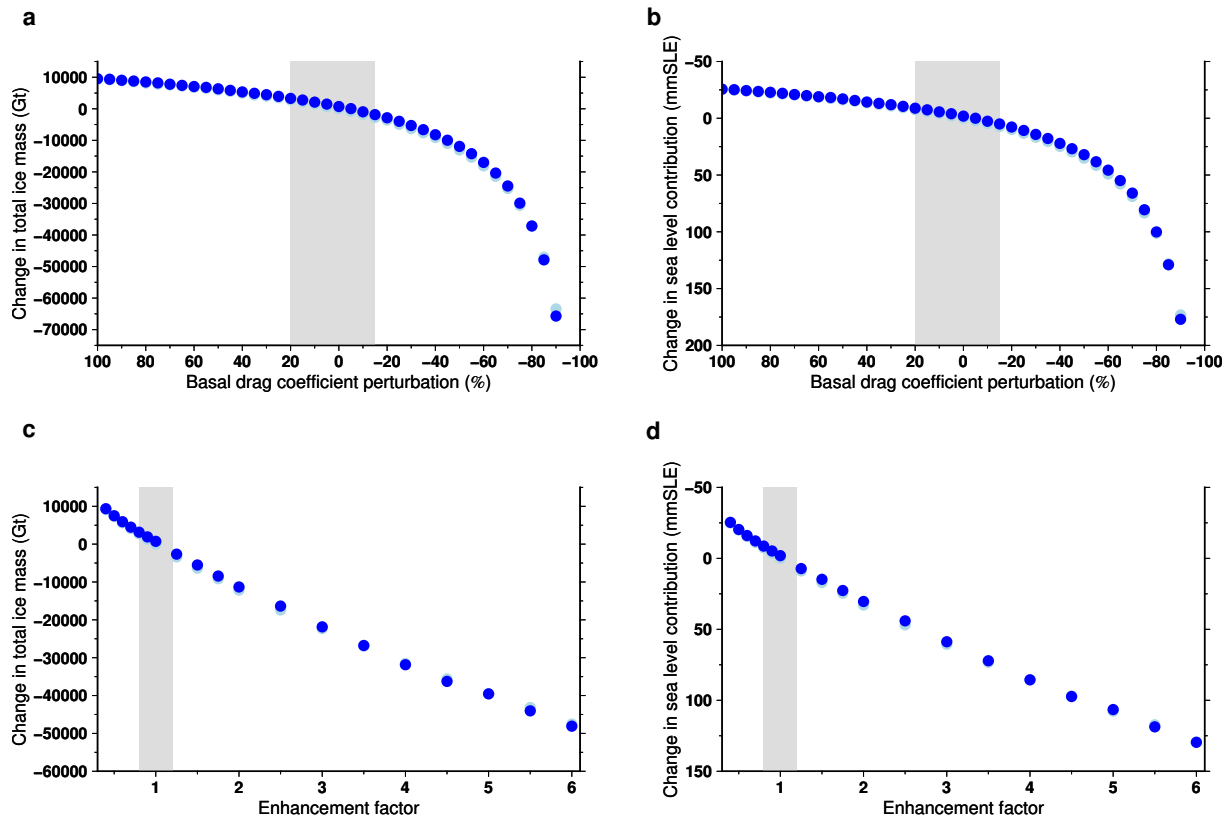 a
Change in total ice mass (Gt)
10000
0
−10000
−20000
−30000
−40000
−50000
−60000
−70000
100 80 60 40 20 0 −20 −40 −60 −80 −100
Basal drag coefficient perturbation (%)
b
Change in sea level contribution (mmSLE)
−50
0
50
100
150
200
100 80 60 40 20 0 −20 −40 −60 −80 −100
Basal drag coefficient perturbation (%)
c
Change in total ice mass (Gt)
10000
0
−10000
−20000
−30000
−40000
−50000
−60000
1 2 3 4 5 6
Enhancement factor
d
Change in sea level contribution (mmSLE)
−50
0
50
100
150
1 2 3 4 5 6
Enhancement factor